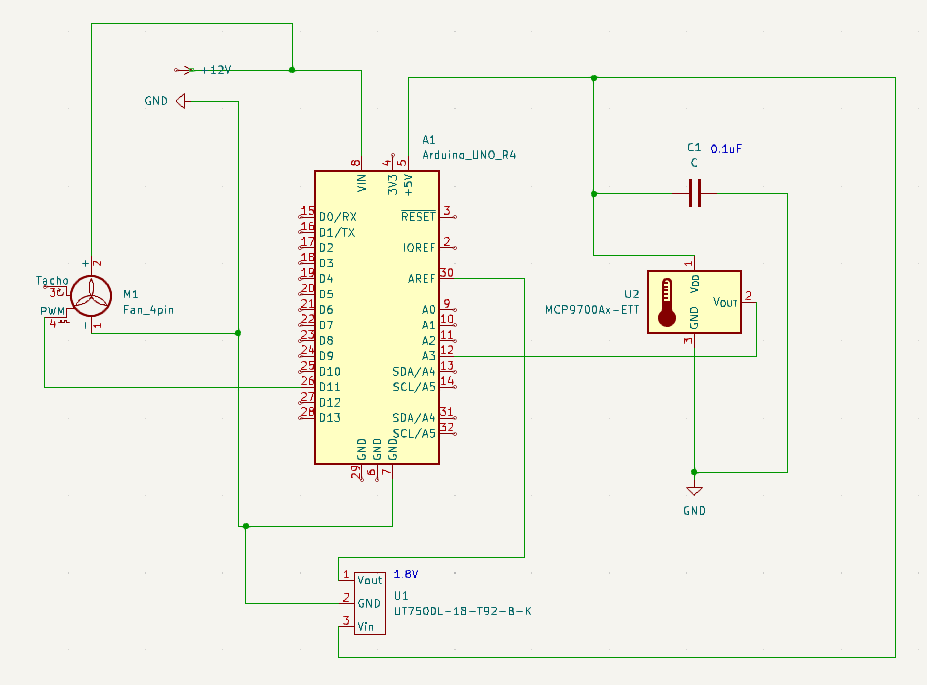 +12V
GND
A1
Arduino_UNO_R4
C1 0.1uF
C
8
4
5
VIN
3V3
+5V
15 D0/RX
RESET 3
16 D1/TX
17 D2
IOREF 2
18 D3
19 D4
AREF 30
20 D5
21 D6
A0 9
22 D7
A1 10
23 D8
A2 11
24 D9
A3 12
25 D10
SDA/A4 13
26 D11
SCL/A5 14
27 D12
28 D13
SDA/A4 31
SCL/A5 32
GND
GND
GND
29
6
7
+ 2
Tacho
3
PWM
4
- 1
M1
Fan_4pin
U2
MCP9700Ax-ETT
1
VDD
VOUT 2
GND
3
GND
1 Vout 1.8V
2 GND
3 Vin
U1
UT750DL-18-T92-B-K